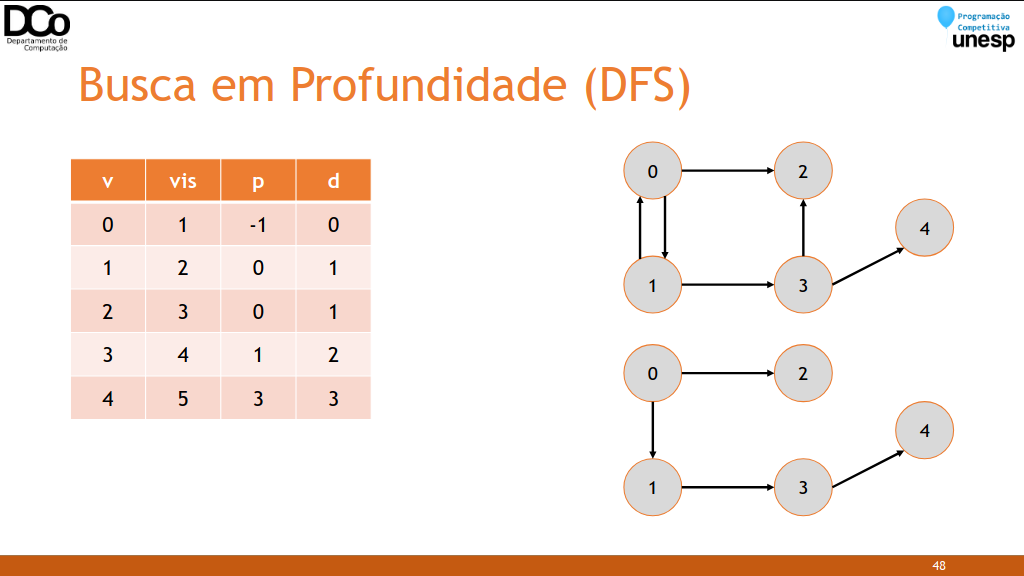 DCo
Departamento de
Computação
Programação
Competitiva
unesp
Busca em Profundidade (DFS)
v vis p d
0 1 -1 0
1 2 0 1
2 3 0 1
3 4 1 2
4 5 3 3
0 2
4
1 3
0 2
4
1 3
48